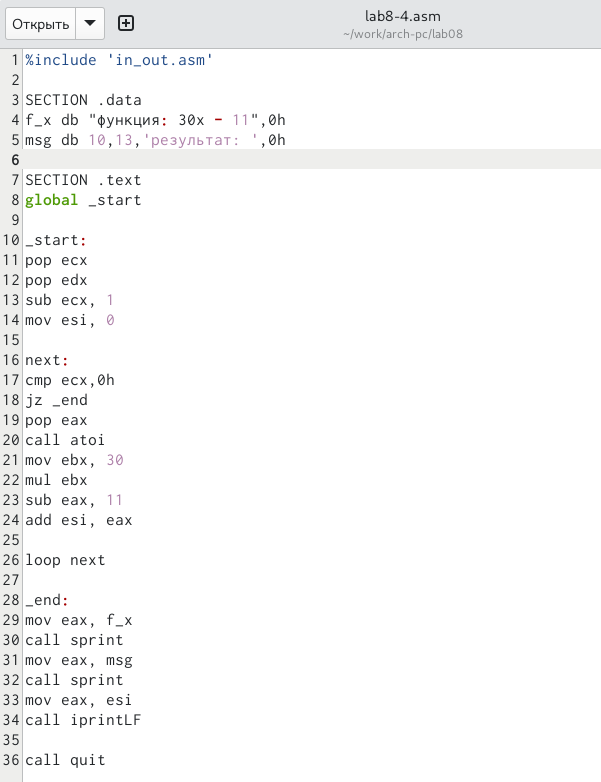 Открыть
lab8-4.asm
~/work/arch-pc/lab08
1 %include 'in_out.asm'
2
3 SECTION .data
4 f_x db "функция: 30x - 11",0h
5 msg db 10,13,'результат: ',0h
6
7 SECTION .text
8 global _start
9
10 _start:
11 pop ecx
12 pop edx
13 sub ecx, 1
14 mov esi, 0
15
16 next:
17 cmp ecx,0h
18 jz _end
19 pop eax
20 call atoi
21 mov ebx, 30
22 mul ebx
23 sub eax, 11
24 add esi, eax
25
26 loop next
27
28 _end:
29 mov eax, f_x
30 call sprint
31 mov eax, msg
32 call sprint
33 mov eax, esi
34 call iprintLF
35
36 call quit